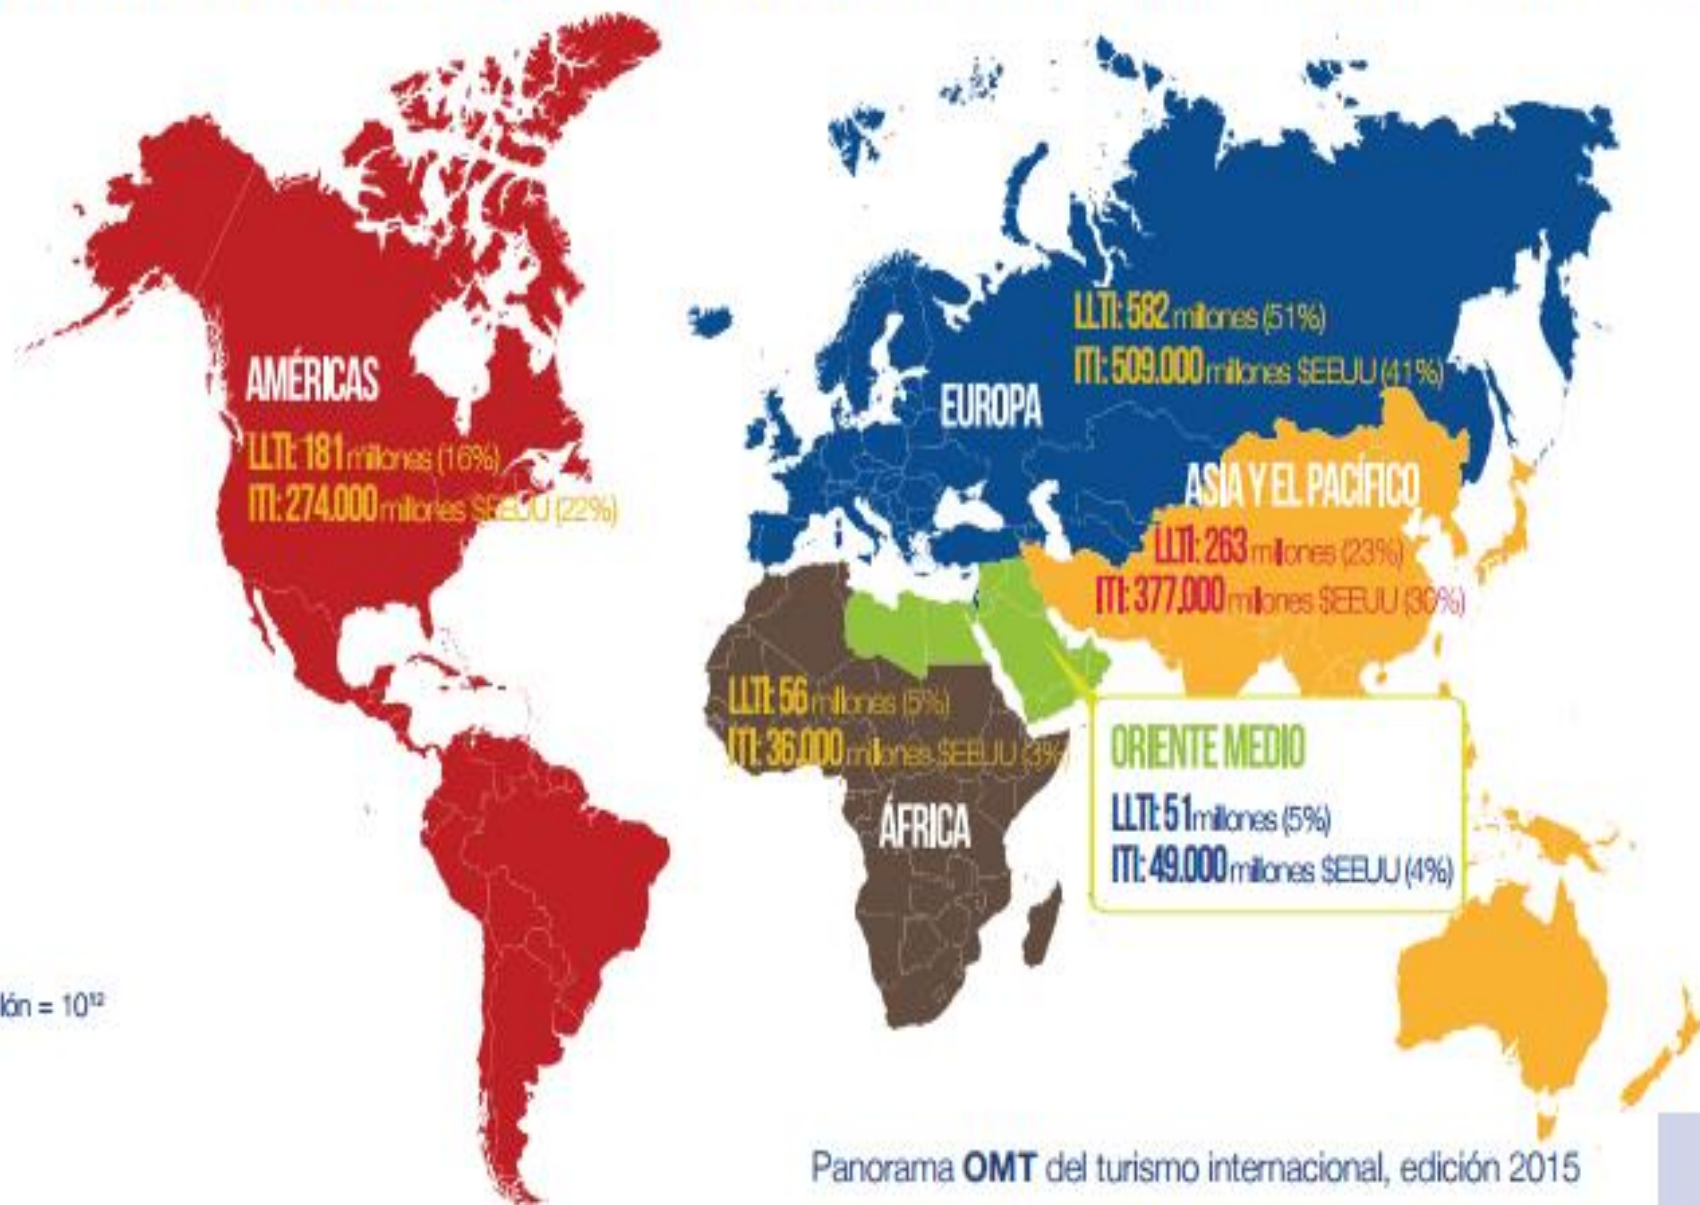 AMÉRICAS
LLTI: 181 millones (16%)
ITI: 274.000 millones $EEUU (22%)
EUROPA
LLTI: 582 millones (51%)
ITI: 509.000 millones $EEUU (41%)
ASIA Y EL PACÍFICO
LLTI: 263 millones (23%)
ITI: 377.000 millones $EEUU (30%)
LLTI: 56 millones (5%)
ITI: 36.000 millones $EEUU (3%)
ÁFRICA
ORIENTE MEDIO
LLTI: 51 millones (5%)
ITI: 49.000 millones $EEUU (4%)
lón = 10¹²
Panorama OMT del turismo internacional, edición 2015